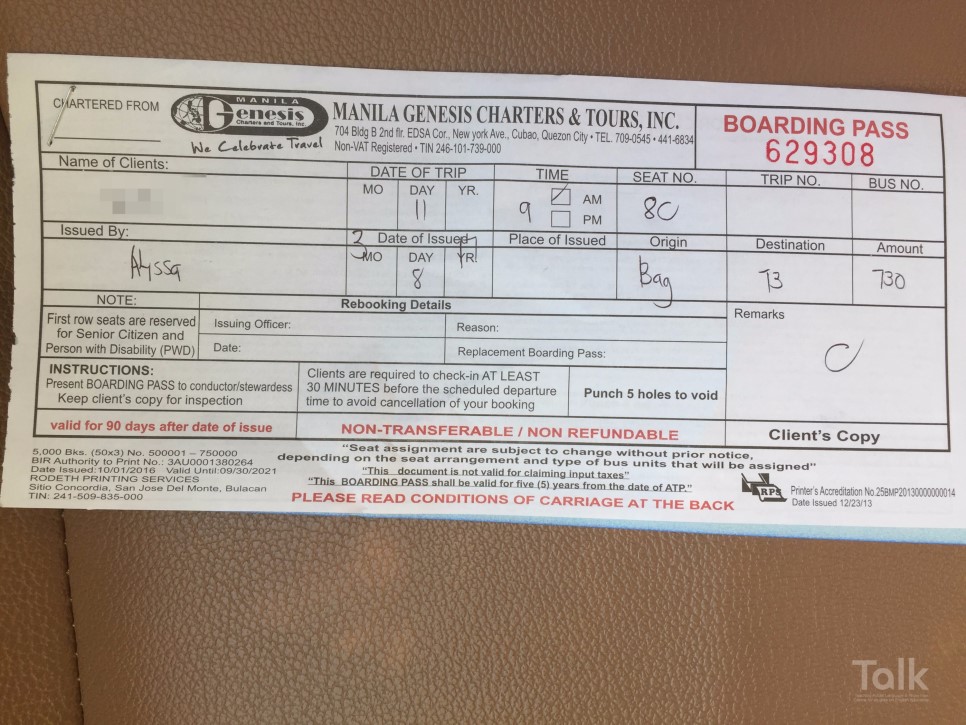 CHARTERED FROM
MANILA
Genesis
Charters and Tours, Inc.
We Celebrate Travel
MANILA GENESIS CHARTERS & TOURS, INC.
704 Bldg B 2nd flr. EDSA Cor., New york Ave., Cubao, Quezon City • TEL. 709-0545 • 441-6834
Non-VAT Registered • TIN 246-101-739-000
BOARDING PASS
629308
Name of Clients:
DATE OF TRIP
TIME
SEAT NO.
TRIP NO.
BUS NO.
MO DAY YR.
11
9
AM
PM
8C
Issued By:
Date of Issued
Place of Issued
Origin
Destination
Amount
Alyssa
2
MO DAY YR.
8
Bag
T3
730
NOTE:
First row seats are reserved
for Senior Citizen and
Person with Disability (PWD)
Rebooking Details
Issuing Officer:
Reason:
Date:
Replacement Boarding Pass:
Remarks
C
INSTRUCTIONS:
Present BOARDING PASS to conductor/stewardess
Keep client's copy for inspection
Clients are required to check-in AT LEAST
30 MINUTES before the scheduled departure
time to avoid cancellation of your booking
Punch 5 holes to void
valid for 90 days after date of issue
NON-TRANSFERABLE / NON REFUNDABLE
Client's Copy
5,000 Bks. (50x3) No. 500001 – 750000
BIR Authority to Print No.: 3AU0001380264
Date Issued:10/01/2016 Valid Until:09/30/2021
RODETH PRINTING SERVICES
Sitio Concordia, San Jose Del Monte, Bulacan
TIN: 241-509-835-000
"Seat assignment are subject to change without prior notice,
depending on the seat arrangement and type of bus units that will be assigned"
"This document is not valid for claiming input taxes"
"This BOARDING PASS shall be valid for five (5) years from the date of ATP."
PLEASE READ CONDITIONS OF CARRIAGE AT THE BACK
RPS
Printer's Accreditation No.25BMP20130000000014
Date Issued 12/23/13
Talk